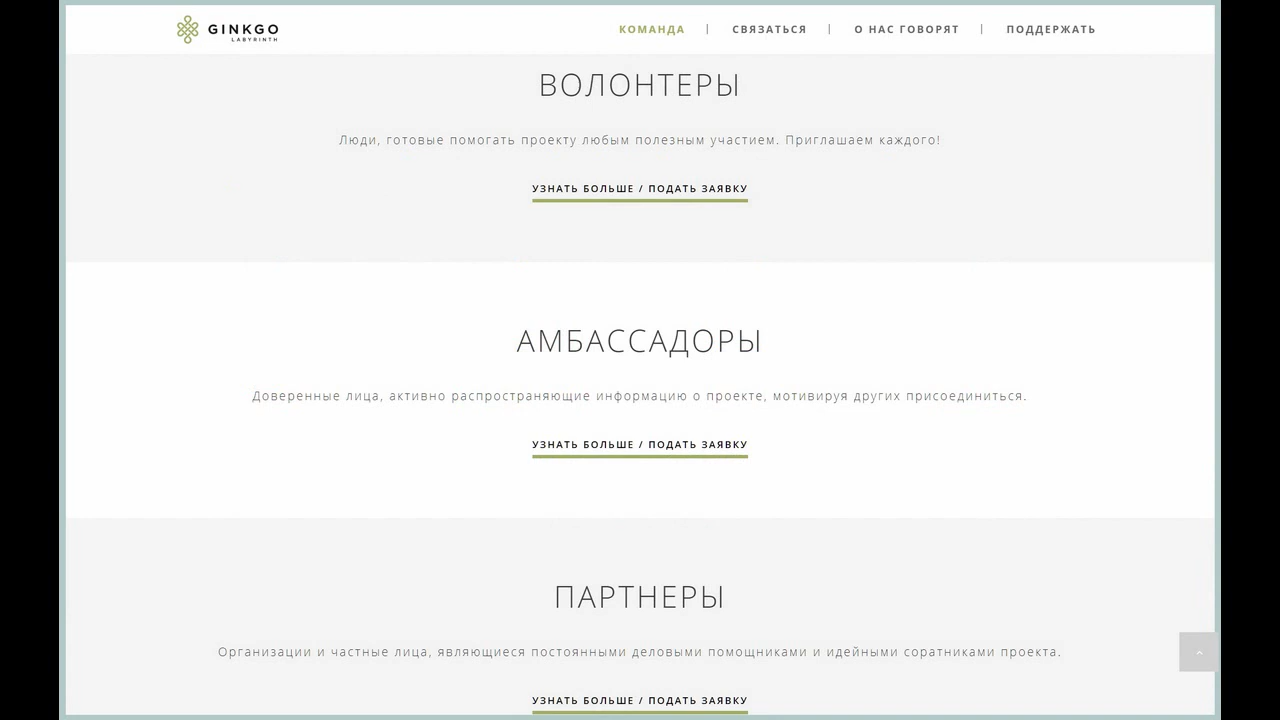 GINKGO
LABYRINTH
КОМАНДА | СВЯЗАТЬСЯ | О НАС ГОВОРЯТ | ПОДДЕРЖАТЬ
ВОЛОНТЕРЫ
Люди, готовые помогать проекту любым полезным участием. Приглашаем каждого!
УЗНАТЬ БОЛЬШЕ / ПОДАТЬ ЗАЯВКУ
АМБАССАДОРЫ
Доверенные лица, активно распространяющие информацию о проекте, мотивируя других присоединиться.
УЗНАТЬ БОЛЬШЕ / ПОДАТЬ ЗАЯВКУ
ПАРТНЕРЫ
Организации и частные лица, являющиеся постоянными деловыми помощниками и идейными соратниками проекта.
УЗНАТЬ БОЛЬШЕ / ПОДАТЬ ЗАЯВКУ